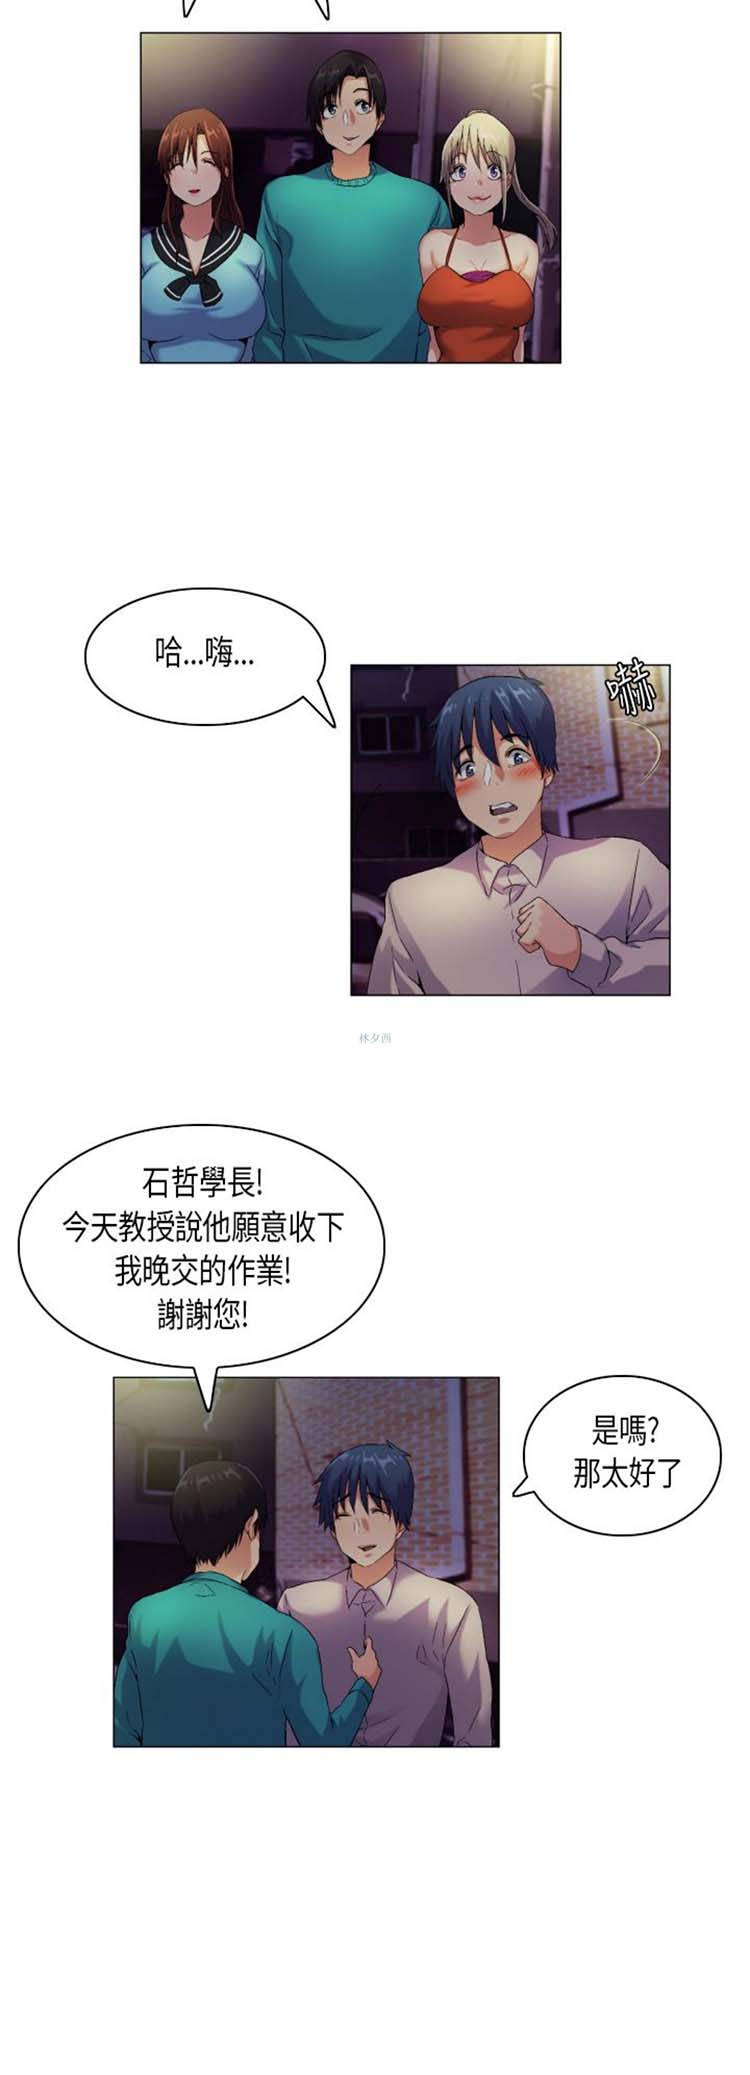 哈...嗨...
嚇
林夕西
石哲學長!
今天教授說他願意收下
我晚交的作業!
謝謝您!
是嗎?
那太好了